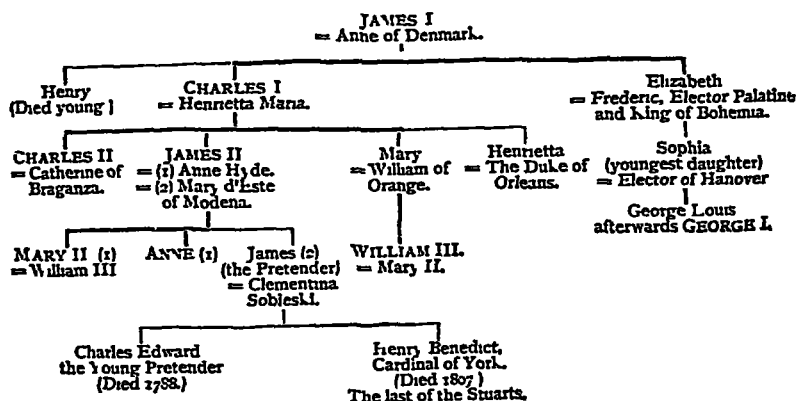 JAMES I
= Anne of Denmark.
Henry
(Died young)
CHARLES I
= Henrietta Maria.
Elizabeth
= Frederic, Elector Palatine
and King of Bohemia.
CHARLES II
= Catherine of
Braganza.
JAMES II
= (1) Anne Hyde.
= (2) Mary d'Este
of Modena.
Mary
= William of
Orange.
Henrietta
= The Duke of
Orleans.
Sophia
(youngest daughter)
= Elector of Hanover
George Louis
afterwards GEORGE I.
MARY II (1)
= William III
ANNE (1)
James (2)
(the Pretender)
= Clementina
Sobieski.
WILLIAM III.
= Mary II.
Charles Edward
the Young Pretender
(Died 1788.)
Henry Benedict,
Cardinal of York.
(Died 1807)
The last of the Stuarts.